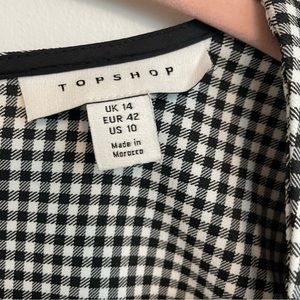 TOPSHOP
UK 14
EUR 42
US 10
Made in
Morocco